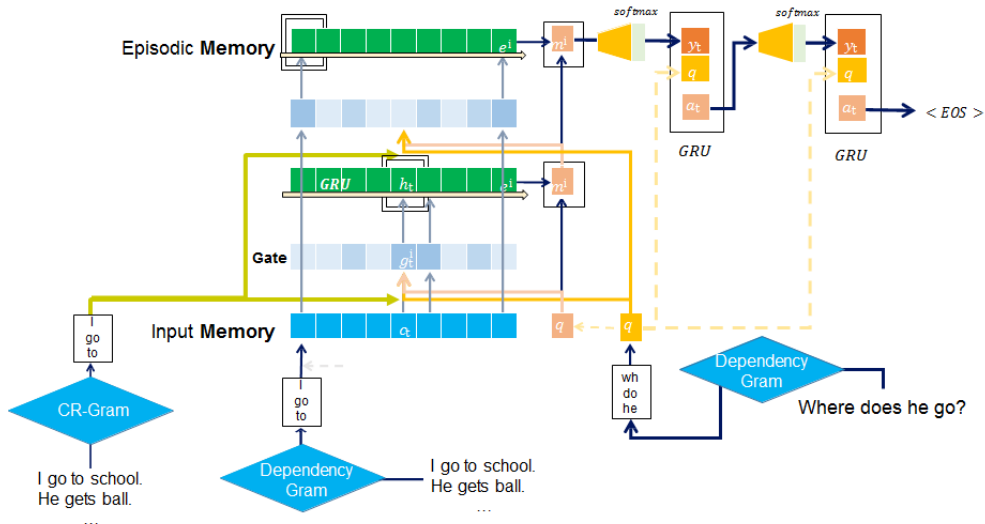 softmax
softmax
Episodic Memory
e^i
m^i
y_t
y_t
q
q
a_t
a_t
< EOS >
GRU
GRU
GRU
h_t
e^i
m^i
Gate
g_t^i
I
go
to
Input Memory
c_t
q
q
I
go
to
wh
do
he
Dependency
Gram
Where does he go?
CR-Gram
I go to school.
He gets ball.
...
Dependency
Gram
I go to school.
He gets ball.
...